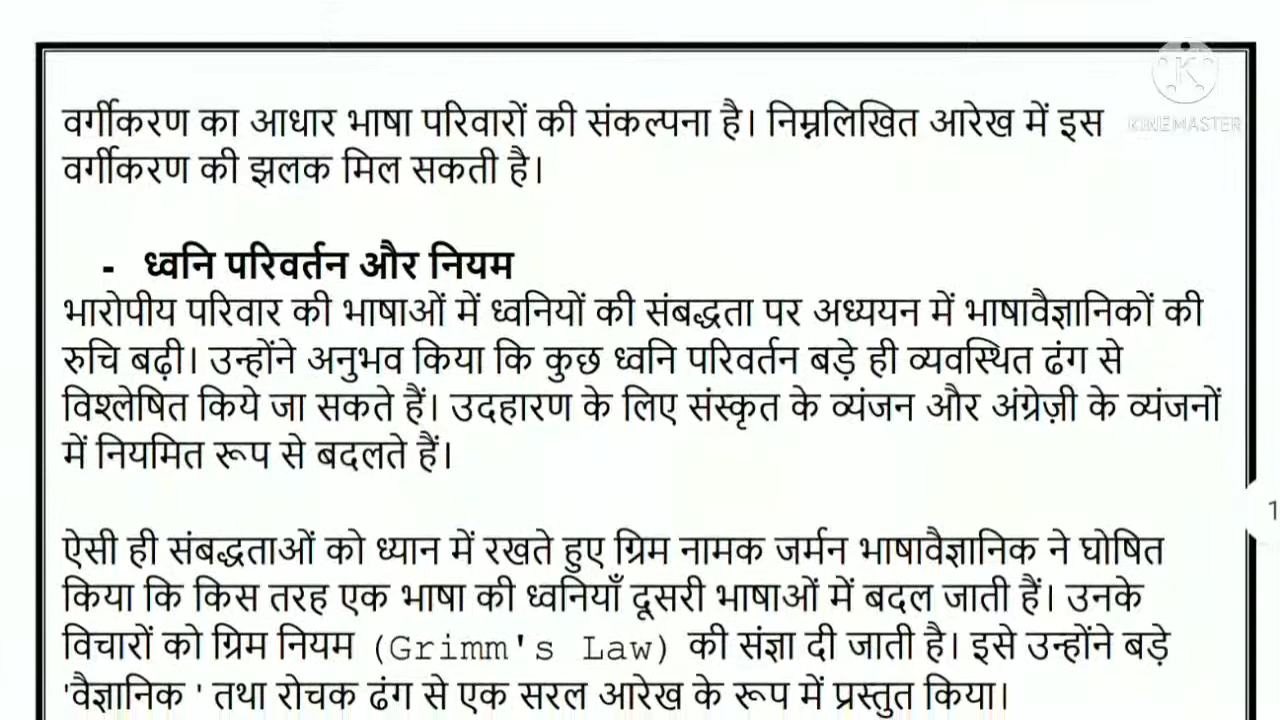 वर्गीकरण का आधार भाषा परिवारों की संकल्पना है। निम्नलिखित आरेख में इस
KINEMASTER
वर्गीकरण की झलक मिल सकती है।
- ध्वनि परिवर्तन और नियम
भारोपीय परिवार की भाषाओं में ध्वनियों की संबद्धता पर अध्ययन में भाषावैज्ञानिकों की
रुचि बढ़ी। उन्होंने अनुभव किया कि कुछ ध्वनि परिवर्तन बड़े ही व्यवस्थित ढंग से
विश्लेषित किये जा सकते हैं। उदहारण के लिए संस्कृत के व्यंजन और अंग्रेज़ी के व्यंजनों
में नियमित रूप से बदलते हैं।
1
ऐसी ही संबद्धताओं को ध्यान में रखते हुए ग्रिम नामक जर्मन भाषावैज्ञानिक ने घोषित
किया कि किस तरह एक भाषा की ध्वनियाँ दूसरी भाषाओं में बदल जाती हैं। उनके
विचारों को ग्रिम नियम (Grimm's Law) की संज्ञा दी जाती है। इसे उन्होंने बड़े
'वैज्ञानिक ' तथा रोचक ढंग से एक सरल आरेख के रूप में प्रस्तुत किया।